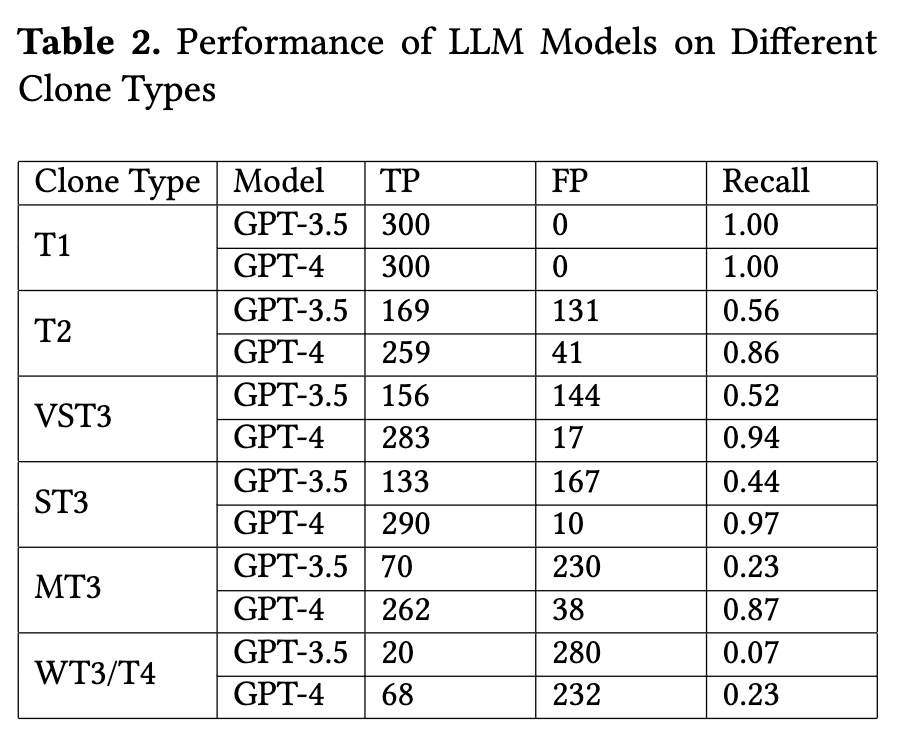 Table 2. Performance of LLM Models on Different
Clone Types
Clone Type Model TP FP Recall
T1 GPT-3.5 300 0 1.00
GPT-4 300 0 1.00
T2 GPT-3.5 169 131 0.56
GPT-4 259 41 0.86
VST3 GPT-3.5 156 144 0.52
GPT-4 283 17 0.94
ST3 GPT-3.5 133 167 0.44
GPT-4 290 10 0.97
MT3 GPT-3.5 70 230 0.23
GPT-4 262 38 0.87
WT3/T4 GPT-3.5 20 280 0.07
GPT-4 68 232 0.23